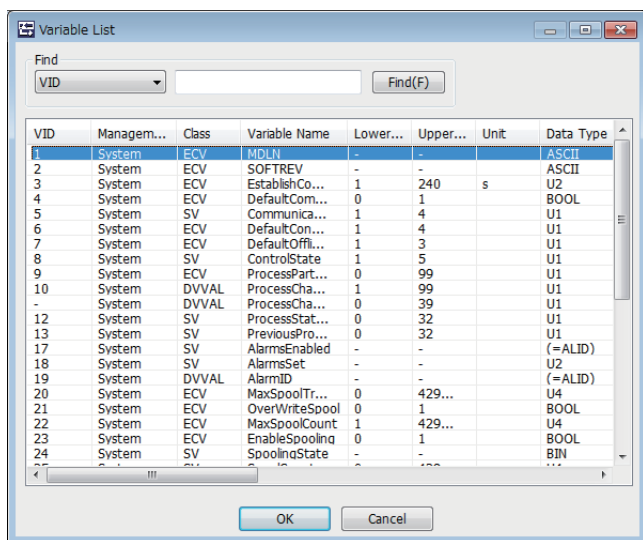 Variable List
Find
VID Find(F)
VID Managem... Class Variable Name Lower... Upper... Unit Data Type
1 System ECV MDLN - - ASCII
2 System ECV SOFTREV - - ASCII
3 System ECV EstablishCo... 1 240 s U2
4 System ECV DefaultCom... 0 1 BOOL
5 System SV Communica... 1 4 U1
6 System ECV DefaultCon... 1 4 U1
7 System ECV DefaultOffli... 1 3 U1
8 System SV ControlState 1 5 U1
9 System ECV ProcessPart... 0 99 U1
10 System DVVAL ProcessCha... 1 99 U1
- System DVVAL ProcessCha... 0 39 U1
12 System SV ProcessStat... 0 32 U1
13 System SV PreviousPro... 0 32 U1
17 System SV AlarmsEnabled - - (=ALID)
18 System SV AlarmsSet - - U2
19 System DVVAL AlarmID - - (=ALID)
20 System ECV MaxSpoolTr... 0 429... U4
21 System ECV OverWriteSpool 0 1 BOOL
22 System ECV MaxSpoolCount 1 429... U4
23 System ECV EnableSpooling 0 1 BOOL
24 System SV SpoolingState - - BIN
OK Cancel